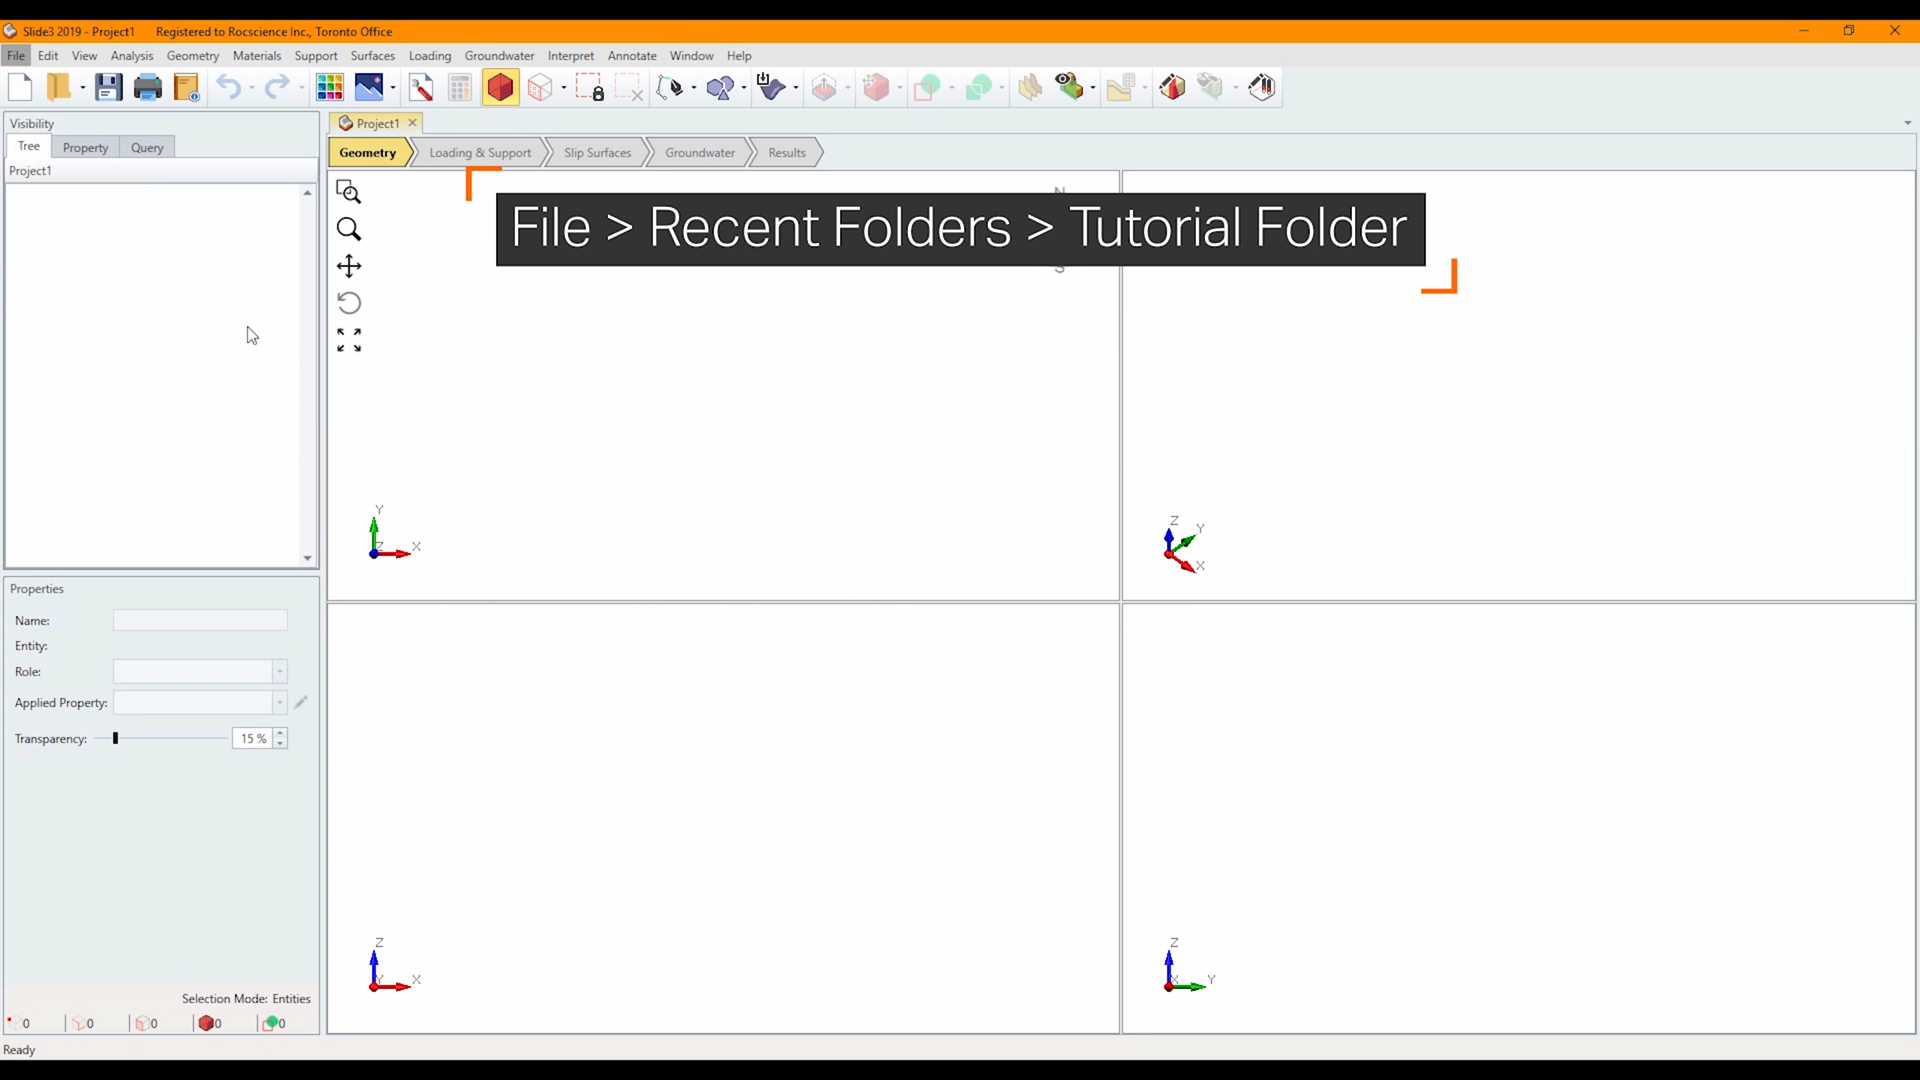 Slide3 2019 - Project1 Registered to Rocscience Inc., Toronto Office
File Edit View Analysis Geometry Materials Support Surfaces Loading Groundwater Interpret Annotate Window Help
Visibility
Tree Property Query
Project1
Project1
Geometry Loading & Support Slip Surfaces Groundwater Results
N
File > Recent Folders > Tutorial Folder
S
Y
Z X
Z Y
X
Properties
Name:
Entity:
Role:
Applied Property:
Transparency: 15 %
Z
Y X
Z
X Y
Selection Mode: Entities
0 0 0 0 0
Ready